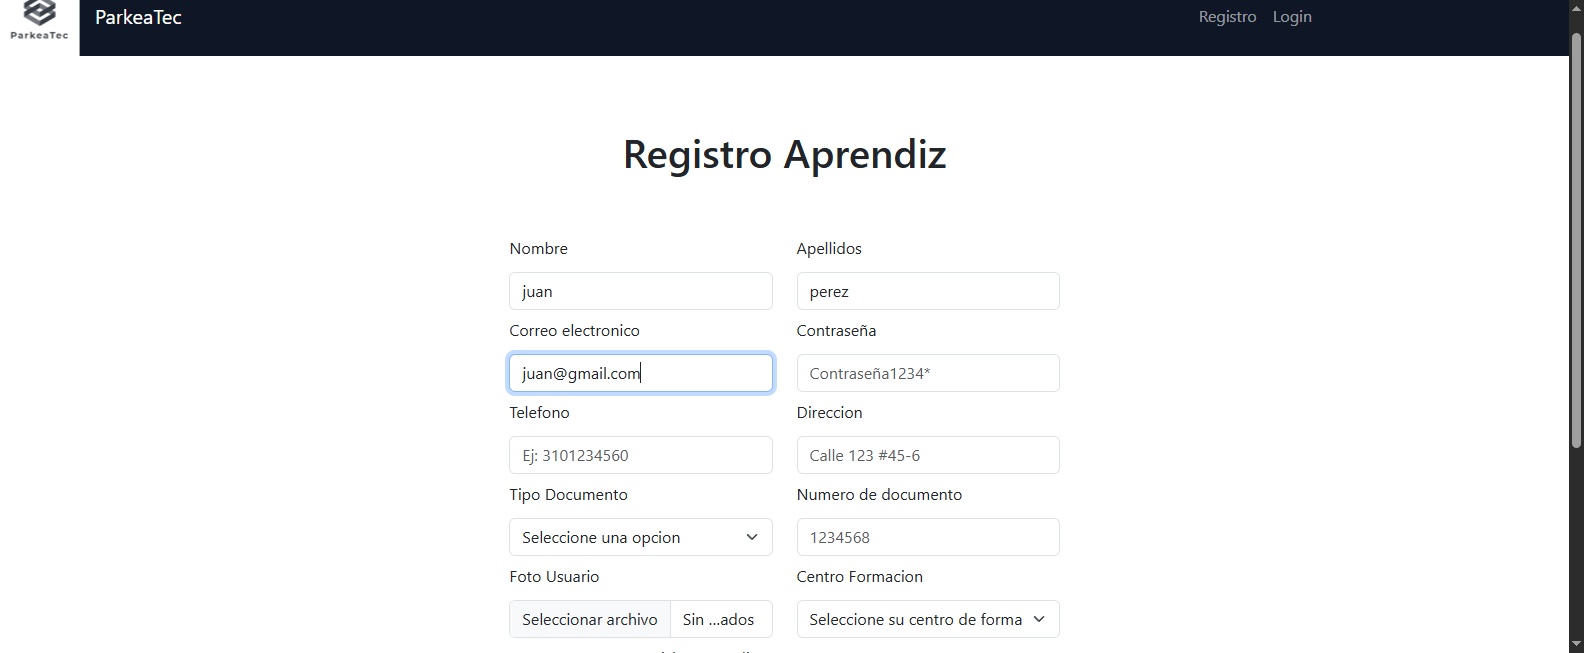 ParkeaTec
ParkeaTec
Registro Login
Registro Aprendiz
Nombre Apellidos
juan perez
Correo electronico Contraseña
juan@gmail.com Contraseña1234*
Telefono Direccion
Ej: 3101234560 Calle 123 #45-6
Tipo Documento Numero de documento
Seleccione una opcion 1234568
Foto Usuario Centro Formacion
Seleccionar archivo Sin ...ados Seleccione su centro de forma